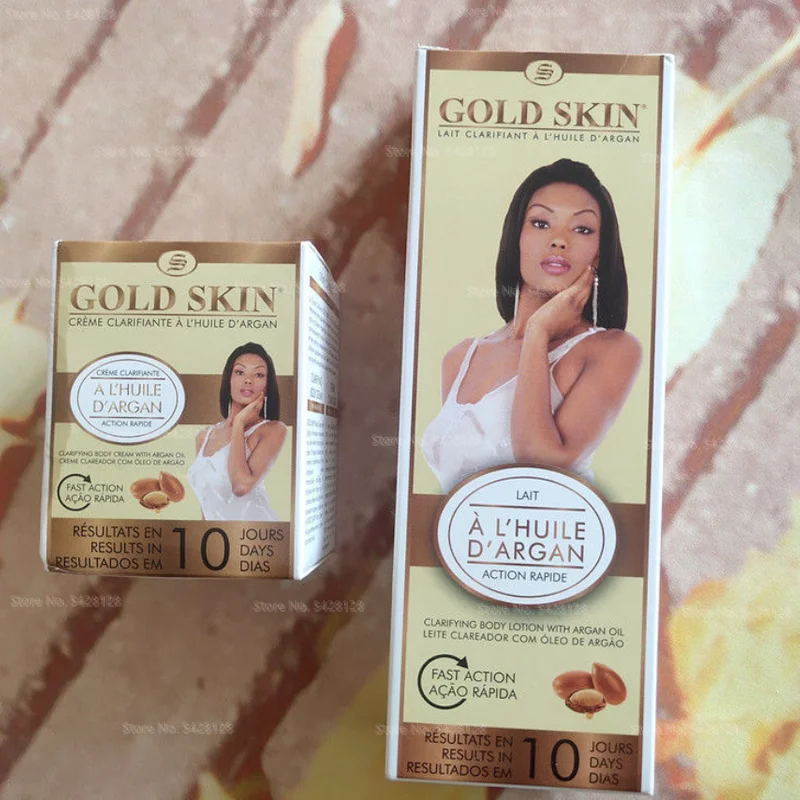 GOLD SKIN®
CRÈME CLARIFIANTE À L'HUILE D'ARGAN
CRÈME CLARIFIANTE
À L'HUILE
D'ARGAN
ACTION RAPIDE
CLARIFYING BODY CREAM WITH ARGAN OIL
CREME CLAREADOR COM ÓLEO DE ARGÃO
FAST ACTION
AÇÃO RÁPIDA
RÉSULTATS EN
RESULTS IN
RESULTADOS EM
10
JOURS
DAYS
DIAS
GOLD SKIN®
LAIT CLARIFIANT À L'HUILE D'ARGAN
LAIT
À L'HUILE
D'ARGAN
ACTION RAPIDE
CLARIFYING BODY LOTION WITH ARGAN OIL
LEITE CLAREADOR COM ÓLEO DE ARGÃO
FAST ACTION
AÇÃO RÁPIDA
RÉSULTATS EN
RESULTS IN
RESULTADOS EM
10
JOURS
DAYS
DIAS
Store No. 5428128